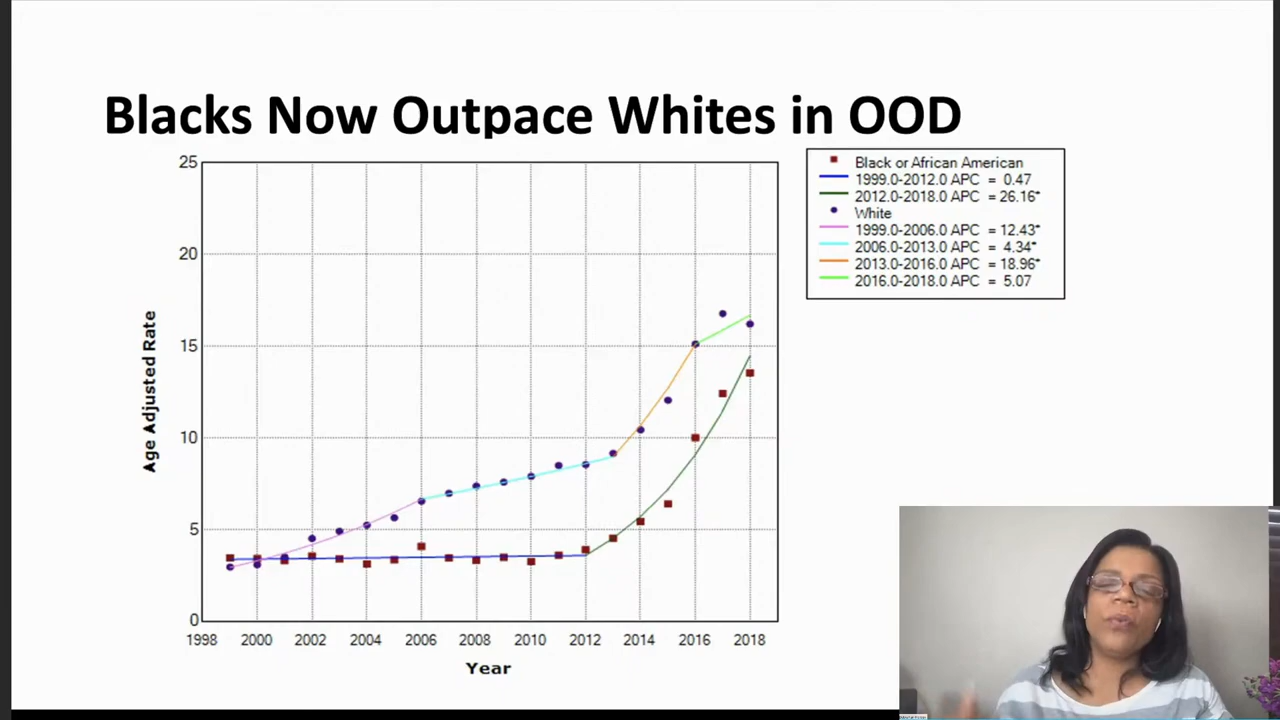 Blacks Now Outpace Whites in OOD
25
20
15
10
5
0
Age Adjusted Rate
1998 2000 2002 2004 2006 2008 2010 2012 2014 2016 2018
Year
Black or African American
1999.0-2012.0 APC = 0.47
2012.0-2018.0 APC = 26.16*
White
1999.0-2006.0 APC = 12.43*
2006.0-2013.0 APC = 4.34*
2013.0-2016.0 APC = 18.96*
2016.0-2018.0 APC = 5.07